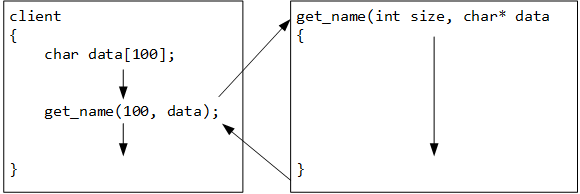 client
{
char data[100];
get_name(100, data);
}
get_name(int size, char* data
{
}